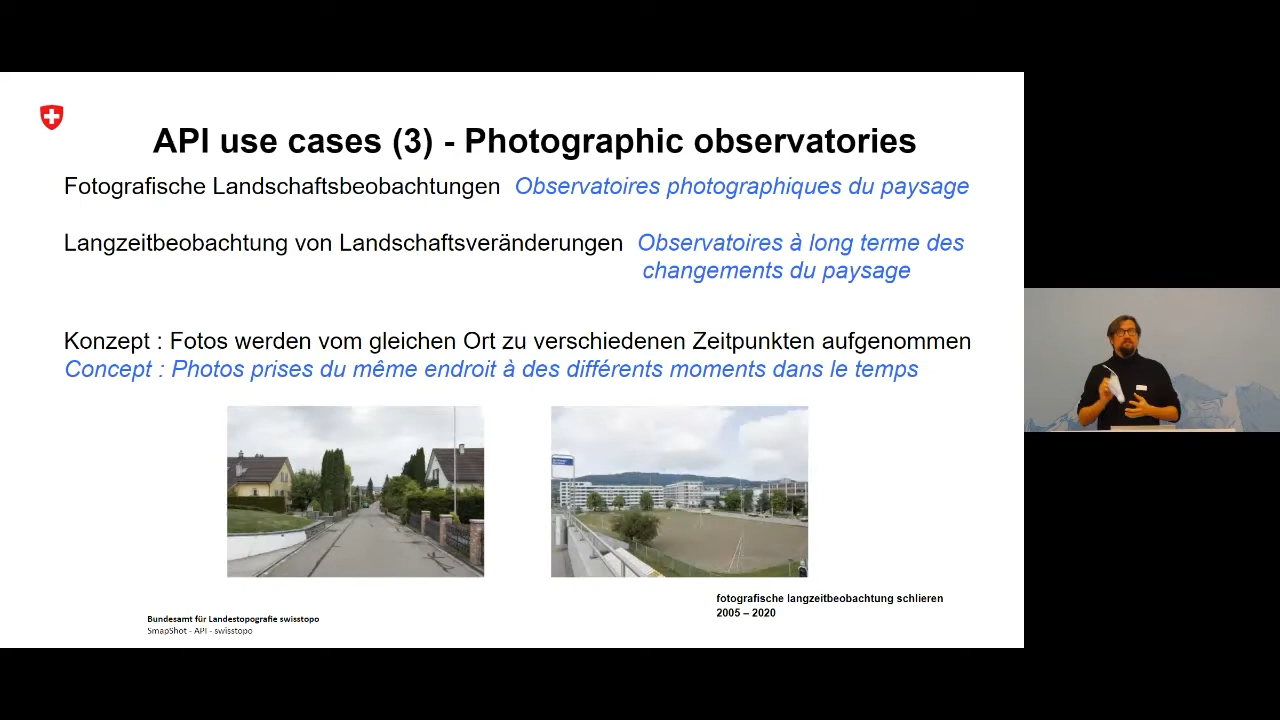 API use cases (3) - Photographic observatories
Fotografische Landschaftsbeobachtungen Observatoires photographiques du paysage
Langzeitbeobachtung von Landschaftsveränderungen Observatoires à long terme des
changements du paysage
Konzept : Fotos werden vom gleichen Ort zu verschiedenen Zeitpunkten aufgenommen
Concept : Photos prises du même endroit à des différents moments dans le temps
fotografische langzeitbeobachtung schlieren
2005 – 2020
Bundesamt für Landestopografie swisstopo
SmapShot - API - swisstopo